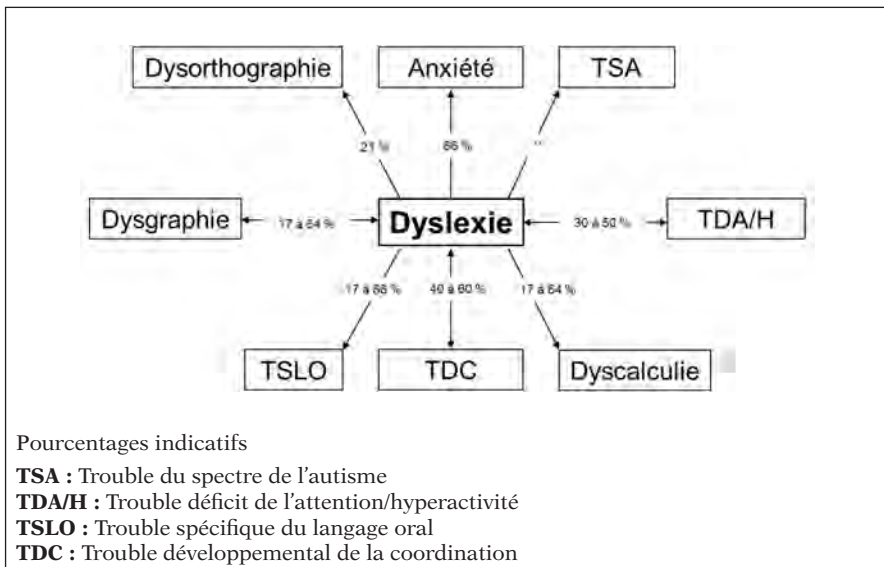 Dysorthographie Anxiété TSA
21 %
Dysgraphie 17 à 64 % Dyslexie 30 à 50 % TDA/H
17 à 66 % 40 à 60 % 17 à 64 %
TSLO TDC Dyscalculie
Pourcentages indicatifs
TSA : Trouble du spectre de l'autisme
TDA/H : Trouble déficit de l'attention/hyperactivité
TSLO : Trouble spécifique du langage oral
TDC : Trouble développemental de la coordination